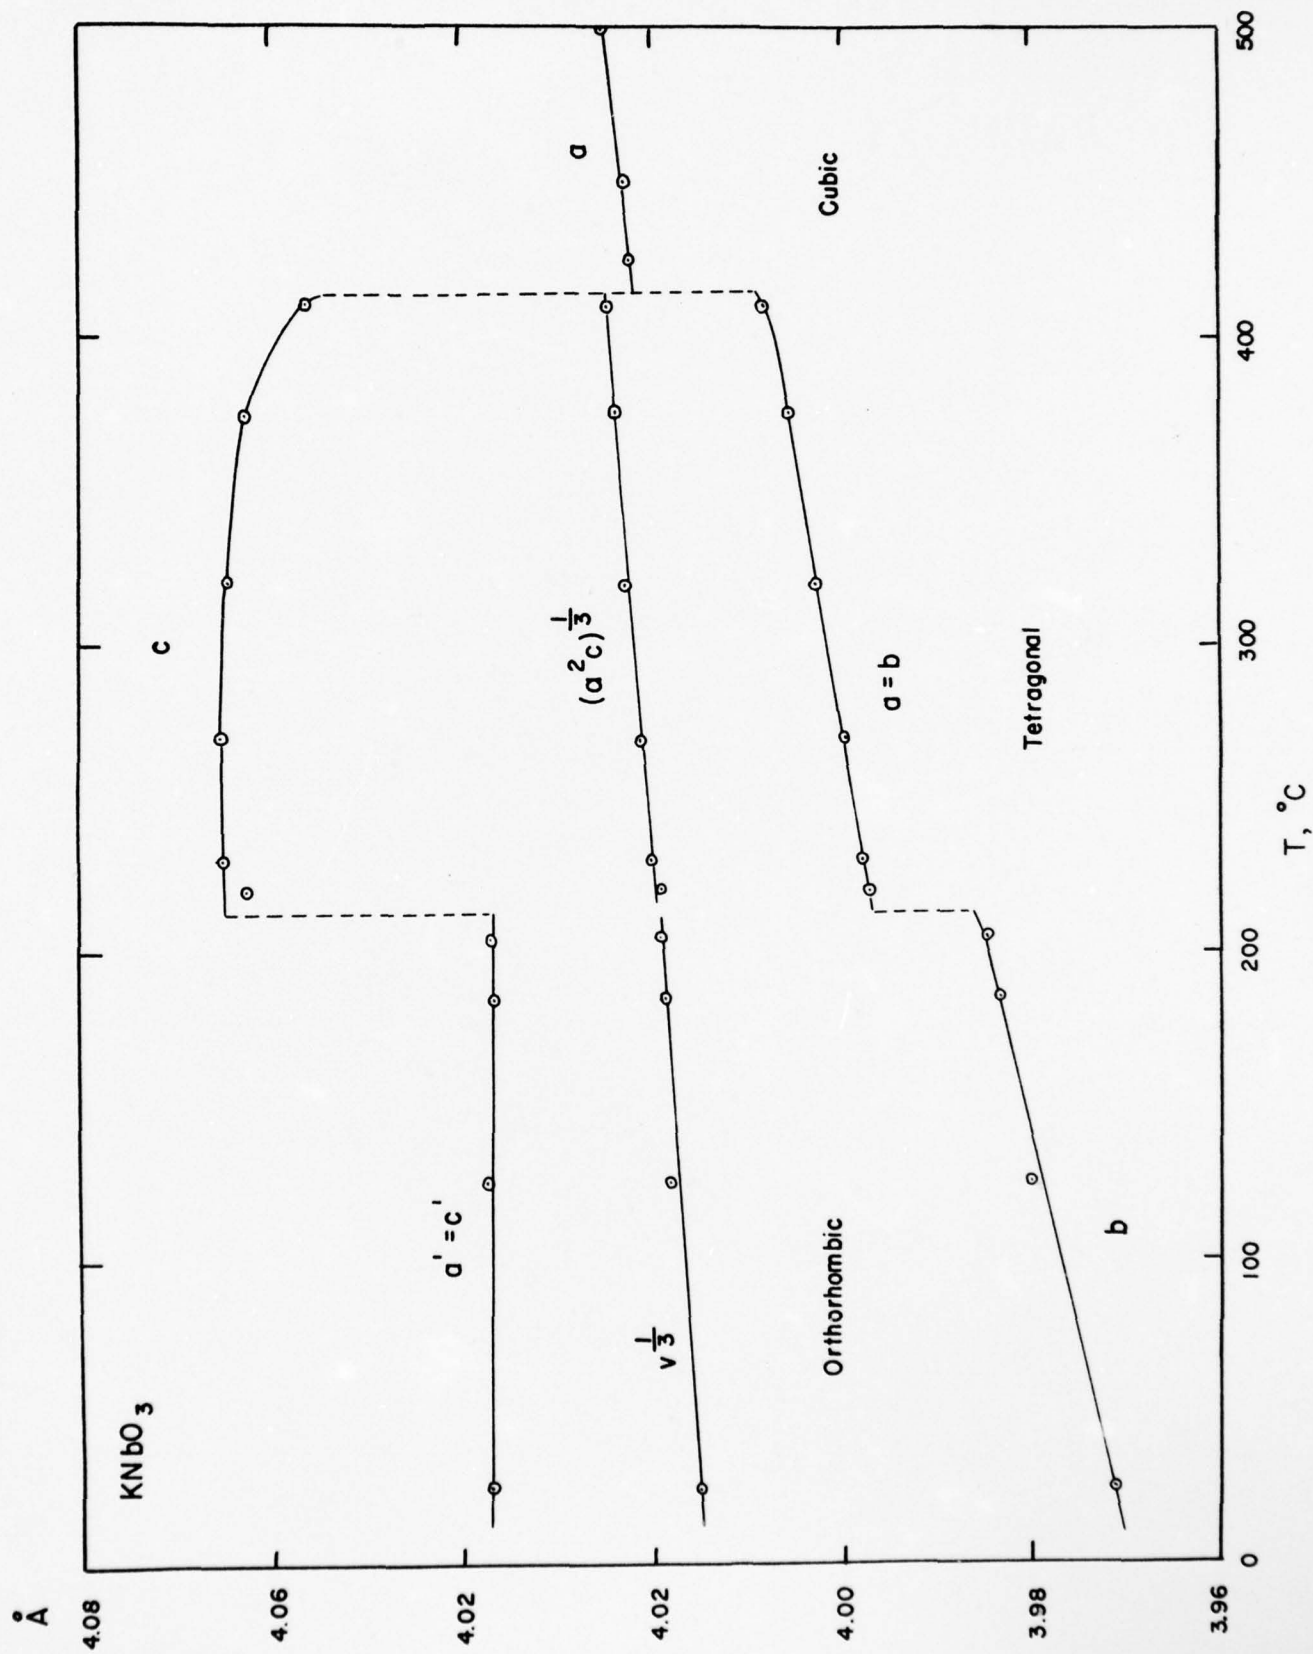 Å
4.08
4.06
4.02
4.02
4.00
3.98
3.96
KNbO3
c
a
a' = c'
(a²c)^1/3
v^1/3
a = b
b
Orthorhombic
Tetragonal
Cubic
0
100
200
300
400
500
T, °C